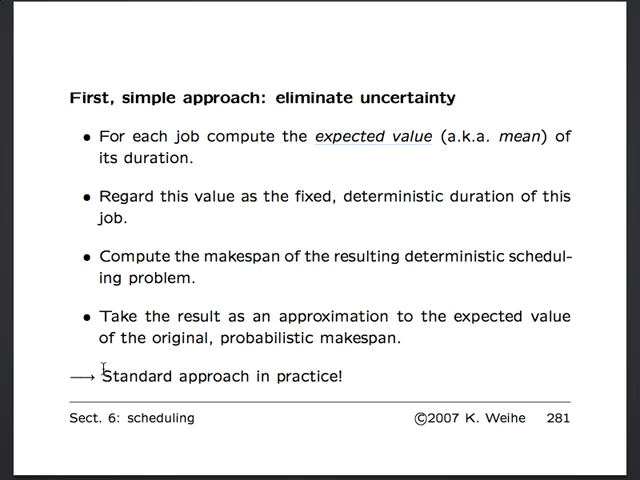 First, simple approach: eliminate uncertainty
• For each job compute the expected value (a.k.a. mean) of
its duration.
• Regard this value as the fixed, deterministic duration of this
job.
• Compute the makespan of the resulting deterministic schedul-
ing problem.
• Take the result as an approximation to the expected value
of the original, probabilistic makespan.
⟶ Standard approach in practice!
Sect. 6: scheduling ©2007 K. Weihe 281